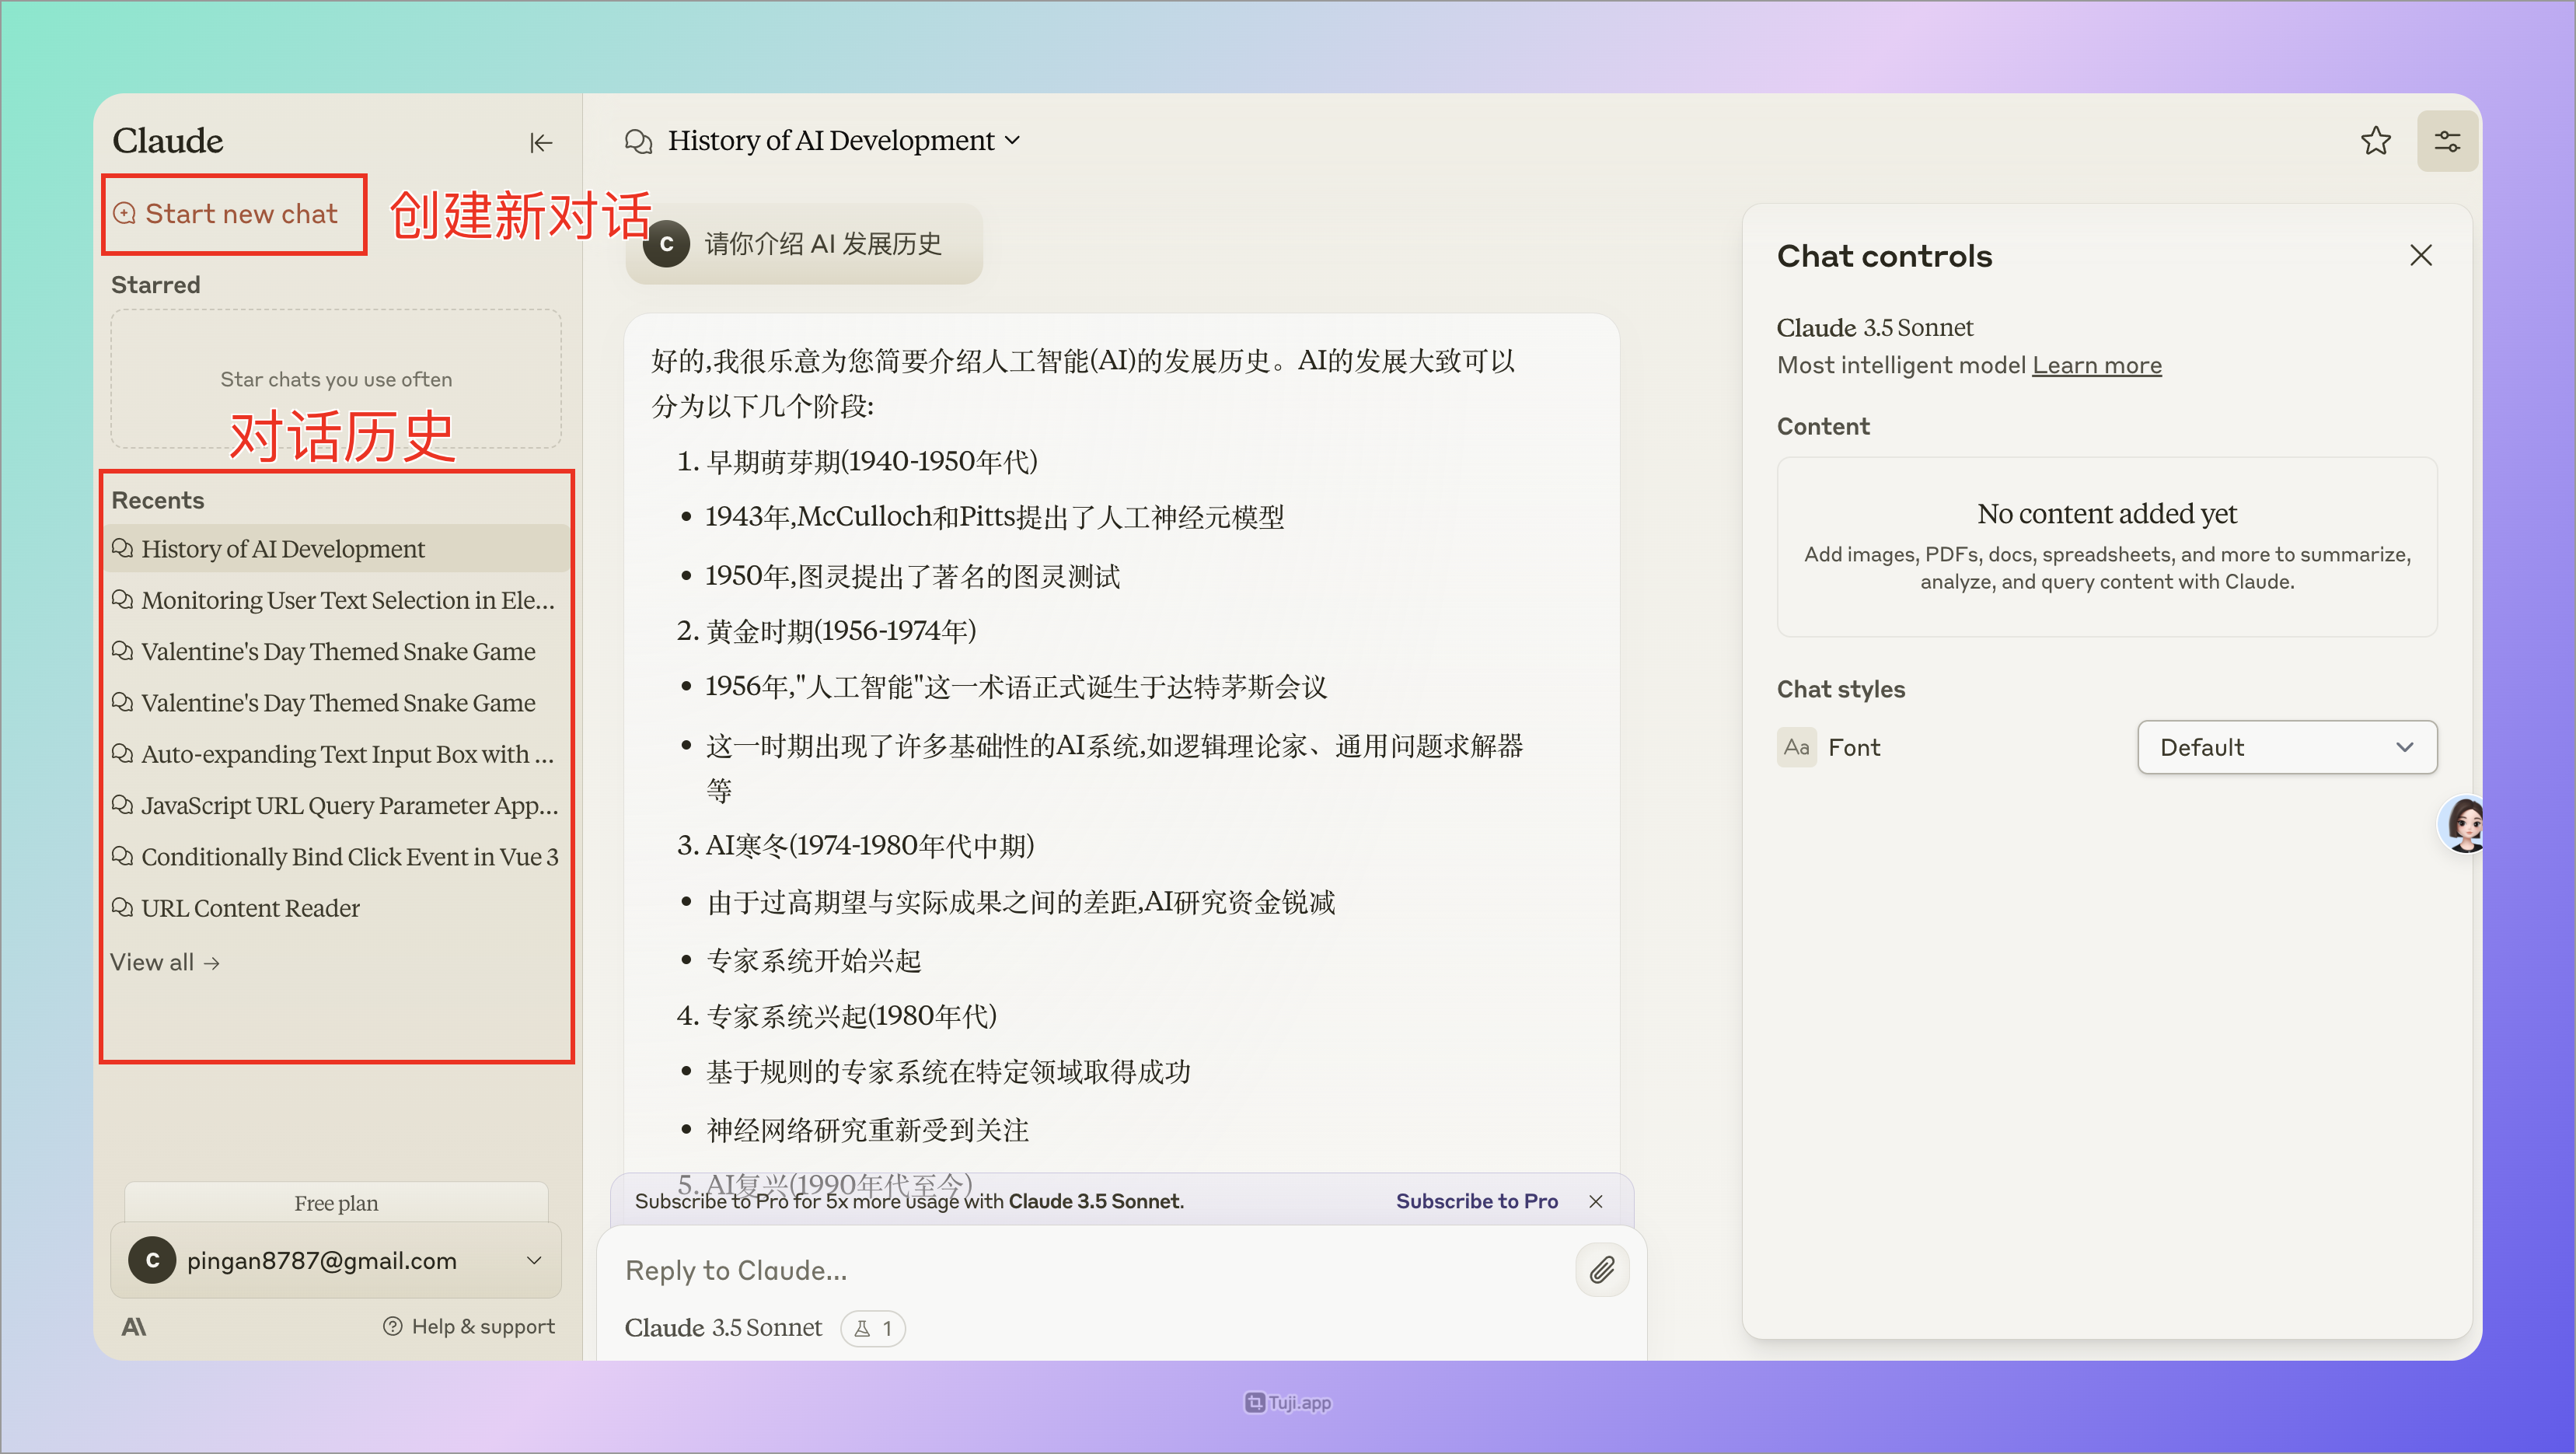 Claude
Start new chat
创建新对话
Starred
Star chats you use often
对话历史
Recents
History of AI Development
Monitoring User Text Selection in Ele...
Valentine's Day Themed Snake Game
Valentine's Day Themed Snake Game
Auto-expanding Text Input Box with ...
JavaScript URL Query Parameter App...
Conditionally Bind Click Event in Vue 3
URL Content Reader
View all →
Free plan
C pingan8787@gmail.com
Help & support
History of AI Development
C 请你介绍 AI 发展历史
好的,我很乐意为您简要介绍人工智能(AI)的发展历史。AI的发展大致可以
分为以下几个阶段:
1. 早期萌芽期(1940-1950年代)
• 1943年,McCulloch和Pitts提出了人工神经元模型
• 1950年,图灵提出了著名的图灵测试
2. 黄金时期(1956-1974年)
• 1956年,"人工智能"这一术语正式诞生于达特茅斯会议
• 这一时期出现了许多基础性的AI系统,如逻辑理论家、通用问题求解器
等
3. AI寒冬(1974-1980年代中期)
• 由于过高期望与实际成果之间的差距,AI研究资金锐减
• 专家系统开始兴起
4. 专家系统兴起(1980年代)
• 基于规则的专家系统在特定领域取得成功
• 神经网络研究重新受到关注
5. AI复兴(1990年代至今)
Subscribe to Pro for 5x more usage with Claude 3.5 Sonnet.
Subscribe to Pro
Reply to Claude...
Claude 3.5 Sonnet
1
Chat controls
Claude 3.5 Sonnet
Most intelligent model Learn more
Content
No content added yet
Add images, PDFs, docs, spreadsheets, and more to summarize,
analyze, and query content with Claude.
Chat styles
Aa Font
Default
Tuji.app